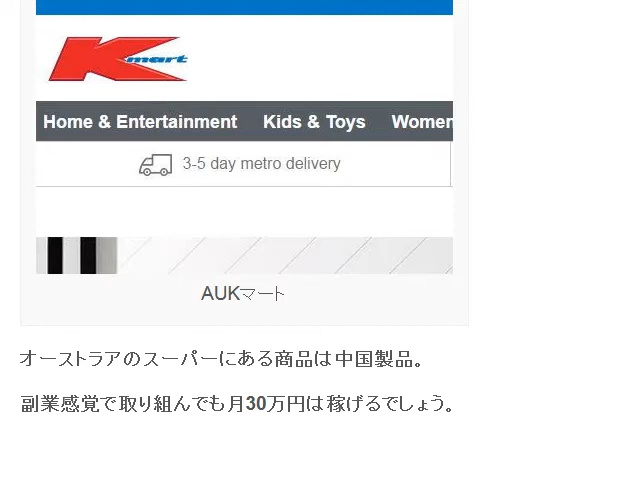 Kmart
Home & Entertainment Kids & Toys Women
3-5 day metro delivery
AUKマート
オーストラアのスーパーにある商品は中国製品。
副業感覚で取り組んでも月30万円は稼げるでしょう。